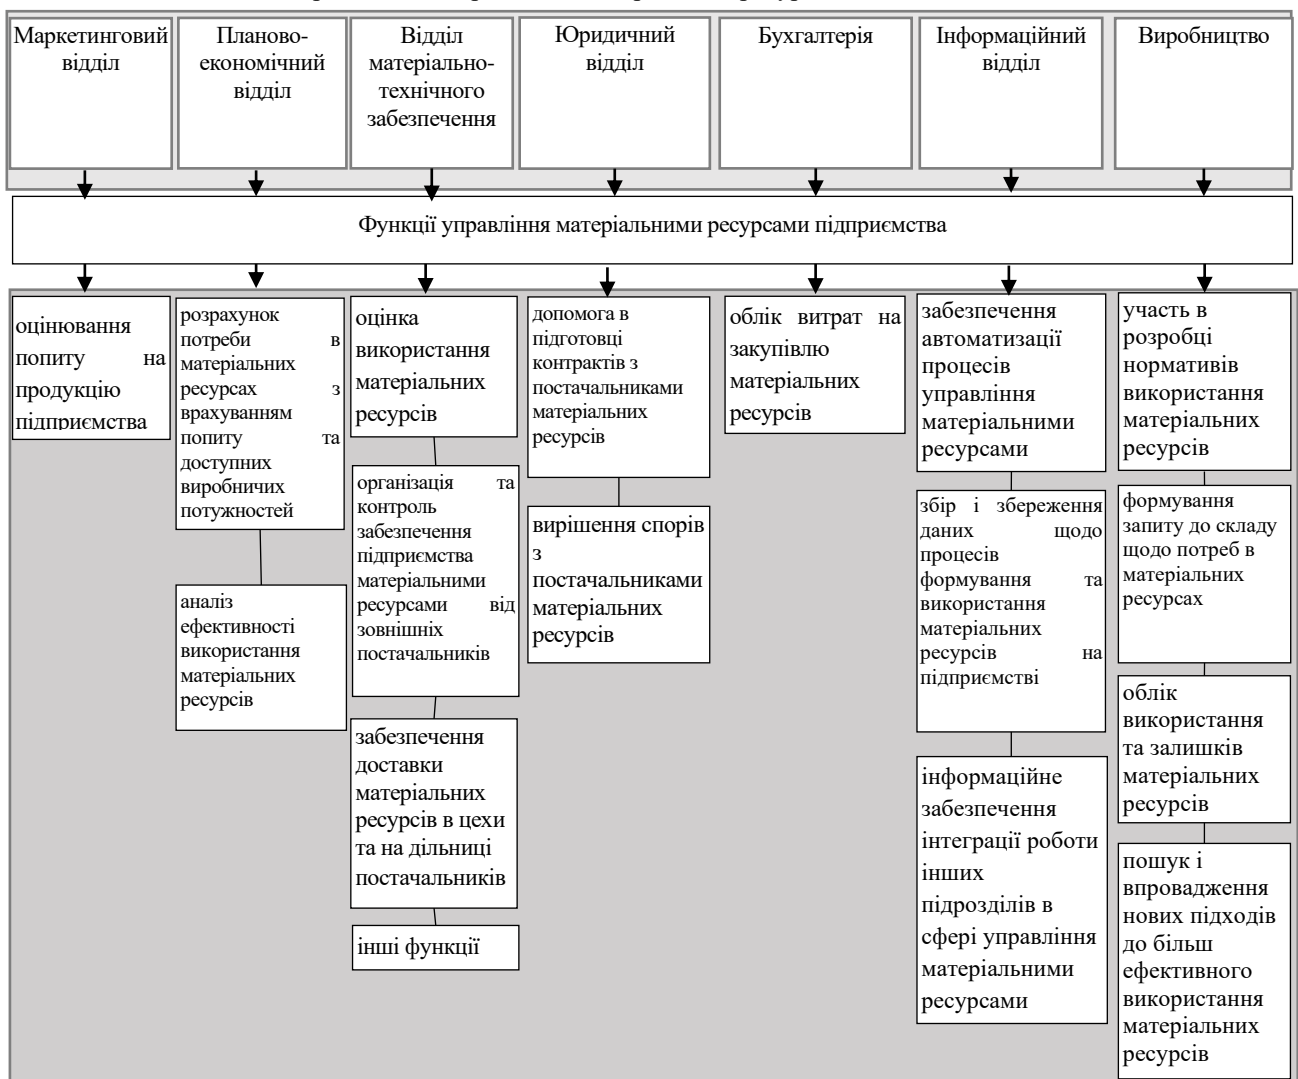 Маркетинговий
відділ
Планово-
економічний
відділ
Відділ
матеріально-
технічного
забезпечення
Юридичний
відділ
Бухгалтерія
Інформаційний
відділ
Виробництво
Функції управління матеріальними ресурсами підприємства
оцінювання
попиту на
продукцію
підприємства
розрахунок
потреби в
матеріальних
ресурсах з
врахуванням
попиту та
доступних
виробничих
потужностей
аналіз
ефективності
використання
матеріальних
ресурсів
оцінка
використання
матеріальних
ресурсів
організація та
контроль
забезпечення
підприємства
матеріальними
ресурсами від
зовнішніх
постачальників
забезпечення
доставки
матеріальних
ресурсів в цехи
та на дільниці
постачальників
інші функції
допомога в
підготовці
контрактів з
постачальниками
матеріальних
ресурсів
вирішення спорів
з
постачальниками
матеріальних
ресурсів
облік витрат на
закупівлю
матеріальних
ресурсів
забезпечення
автоматизації
процесів
управління
матеріальними
ресурсами
збір і збереження
даних щодо
процесів
формування та
використання
матеріальних
ресурсів на
підприємстві
інформаційне
забезпечення
інтеграції роботи
інших
підрозділів в
сфері управління
матеріальними
ресурсами
участь в
розробці
нормативів
використання
матеріальних
ресурсів
формування
запиту до складу
щодо потреб в
матеріальних
ресурсах
облік
використання
та залишків
матеріальних
ресурсів
пошук і
впровадження
нових підходів
до більш
ефективного
використання
матеріальних
ресурсів